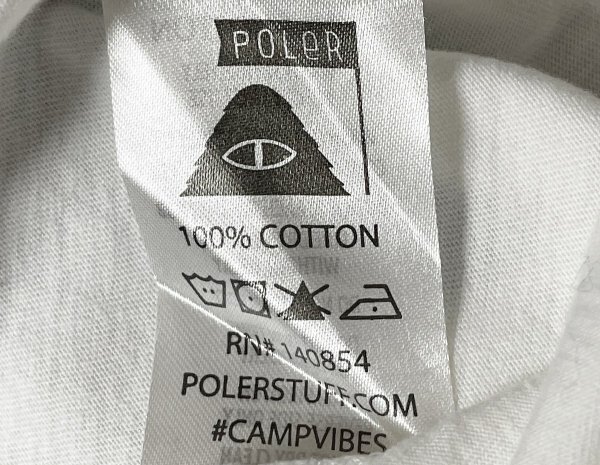 POLeR
100% COTTON
RN# 140854
POLERSTUFF.COM
#CAMPVIBES